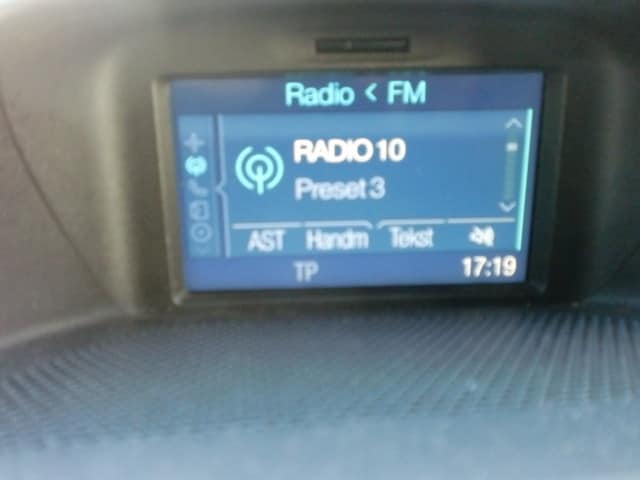 Radio < FM
RADIO 10
Preset 3
AST Handm Tekst
TP 17:19